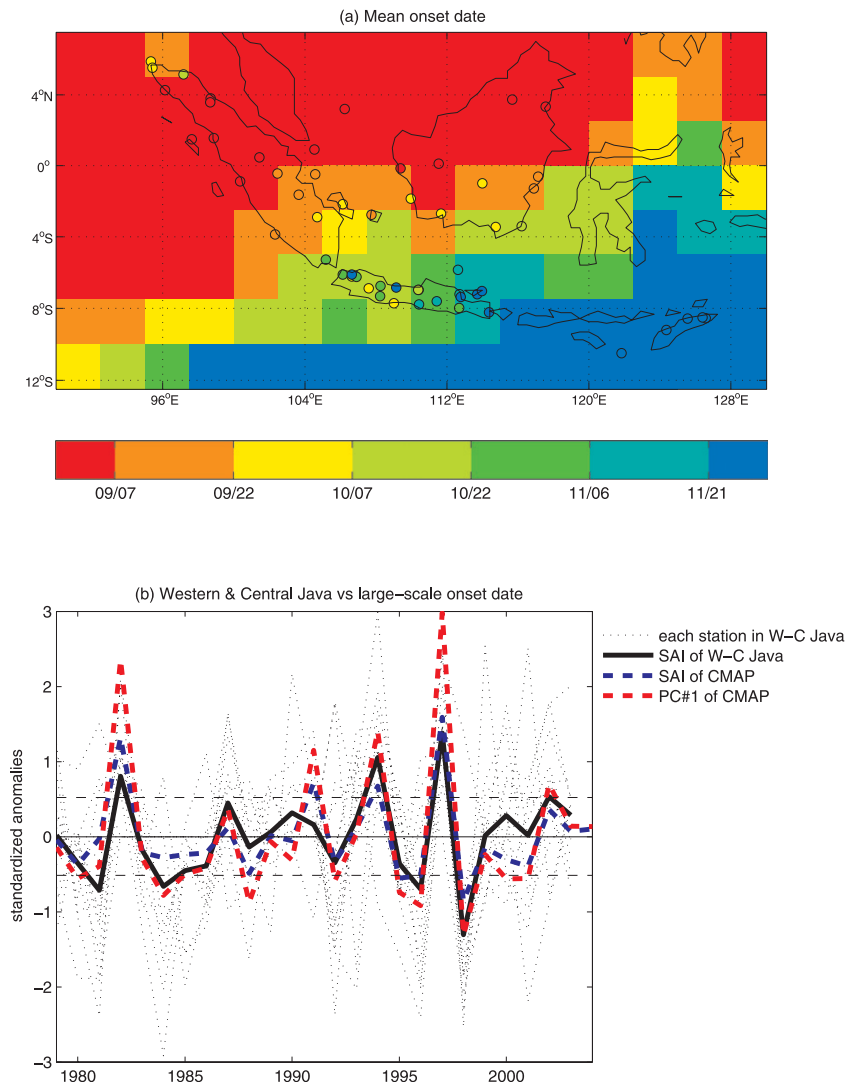 (a) Mean onset date
4°N
0°
4°S
8°S
12°S
96°E 104°E 112°E 120°E 128°E
09/07 09/22 10/07 10/22 11/06 11/21
(b) Western & Central Java vs large-scale onset date
standardized anomalies
3
2
1
0
-1
-2
-3
1980 1985 1990 1995 2000
each station in W-C Java
SAI of W-C Java
SAI of CMAP
PC#1 of CMAP